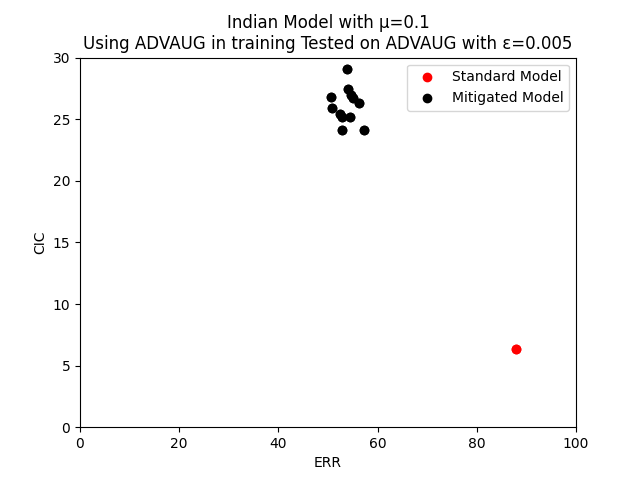 Indian Model with μ=0.1
Using ADVAUG in training Tested on ADVAUG with ε=0.005
Standard Model
Mitigated Model
30
25
20
15
10
5
0
CIC
0 20 40 60 80 100
ERR